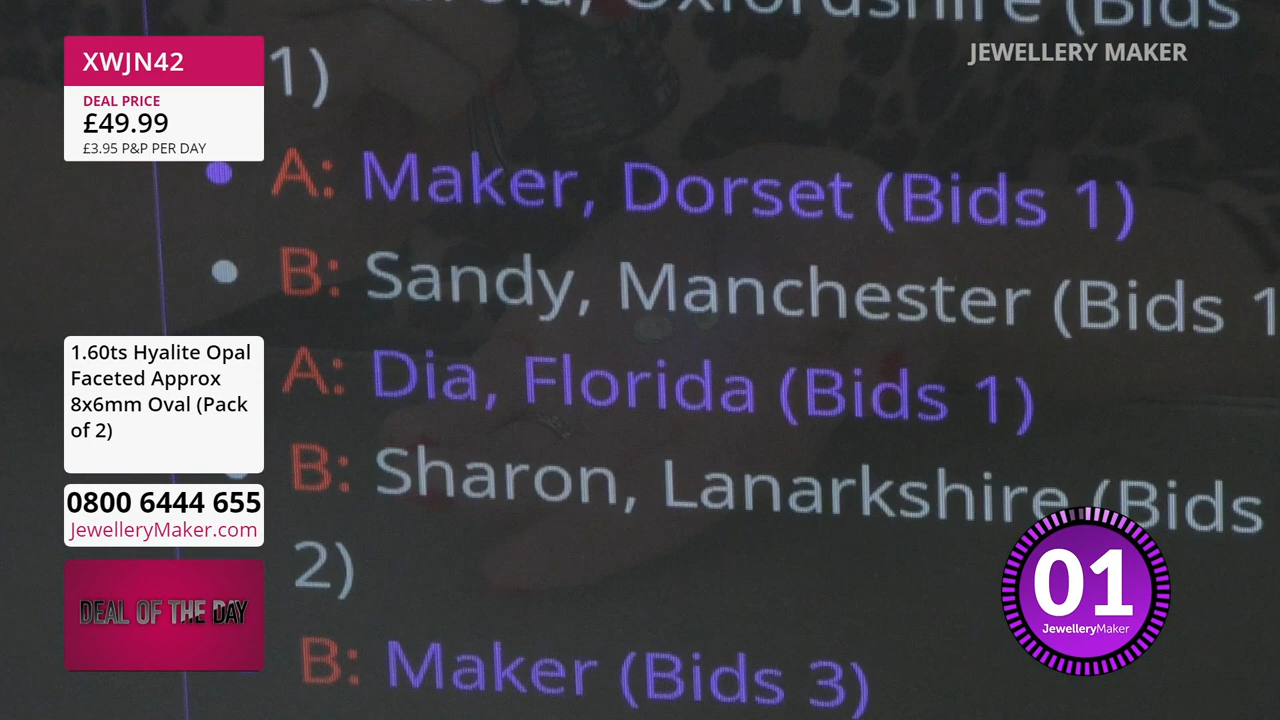 Oxfordshire (Bids
1)
JEWELLERY MAKER
XWJN42
DEAL PRICE
£49.99
£3.95 P&P PER DAY
A: Maker, Dorset (Bids 1)
B: Sandy, Manchester (Bids 1
A: Dia, Florida (Bids 1)
B: Sharon, Lanarkshire (Bids
2)
B: Maker (Bids 3)
1.60ts Hyalite Opal
Faceted Approx
8x6mm Oval (Pack
of 2)
0800 6444 655
JewelleryMaker.com
DEAL OF THE DAY
01
JewelleryMaker